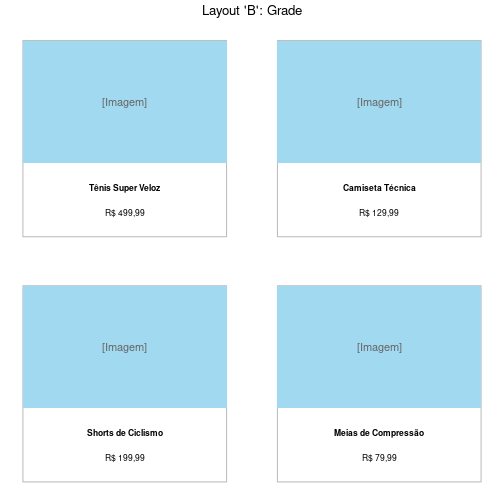 Layout 'B': Grade
[Imagem]
Tênis Super Veloz
R$ 499,99
[Imagem]
Camiseta Técnica
R$ 129,99
[Imagem]
Shorts de Ciclismo
R$ 199,99
[Imagem]
Meias de Compressão
R$ 79,99